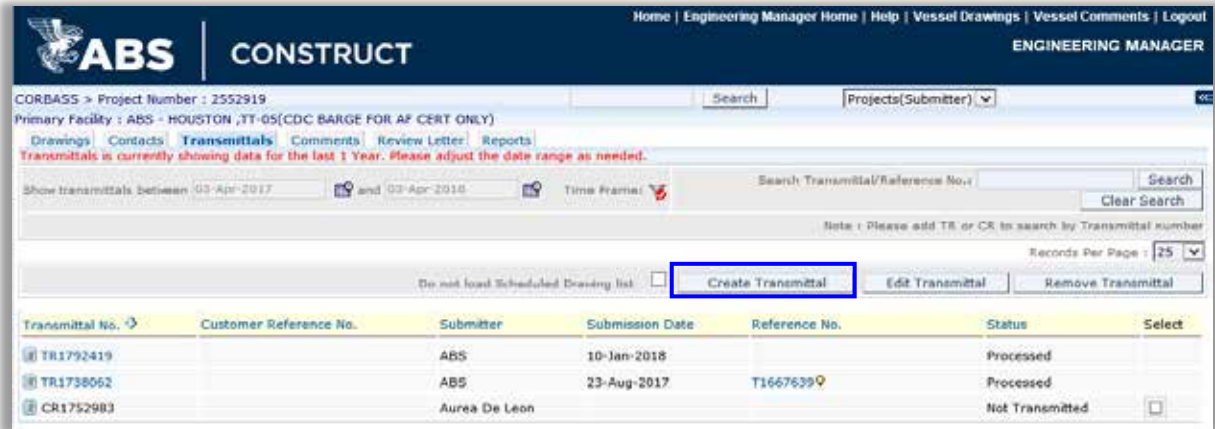 Home | Engineering Manager Home | Help | Vessel Drawings | Vessel Comments | Logout
ABS CONSTRUCT
ENGINEERING MANAGER
CORBASS > Project Number : 2552919 Search Projects(Submitter)
Primary Facility : ABS - HOUSTON ,TT-05(CDC BARGE FOR AF CERT ONLY)
Drawings Contacts Transmittals Comments Review Letter Reports
Transmittals is currently showing data for the last 1 Year. Please adjust the date range as needed.
Show transmittals between 03-Apr-2017 and 03-Apr-2018 Time Frame: Search Transmittal/Reference No.: Search
Clear Search
Note : Please add TR or CR to search by Transmittal number
Records Per Page : 25
Do not load Scheduled Drawing list Create Transmittal Edit Transmittal Remove Transmittal
Transmittal No. Customer Reference No. Submitter Submission Date Reference No. Status Select
TR1792419 ABS 10-Jan-2018 Processed
TR1738062 ABS 23-Aug-2017 T1667639 Processed
CR1752983 Aurea De Leon Not Transmitted